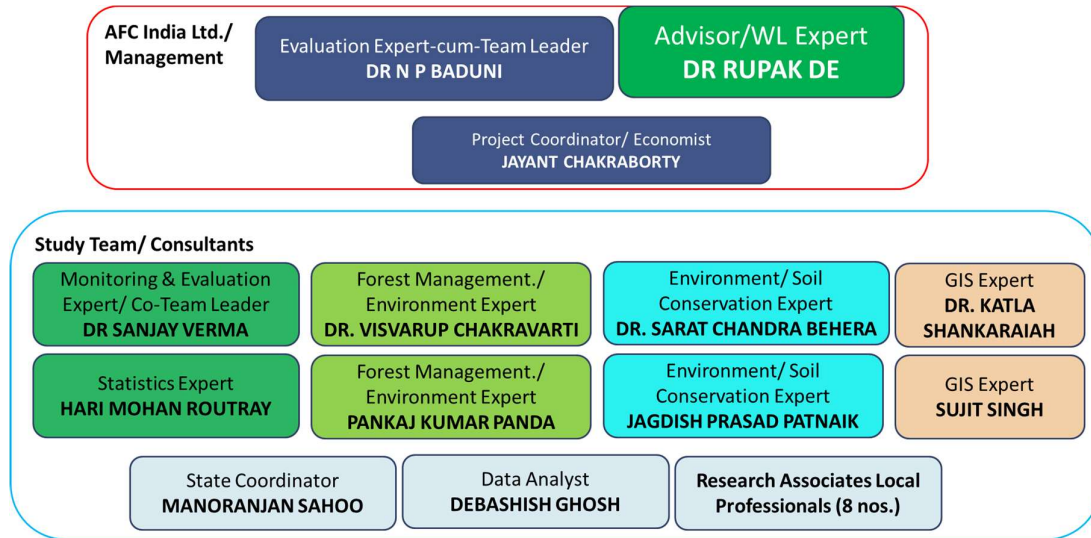 AFC India Ltd./
Management
Evaluation Expert-cum-Team Leader
DR N P BADUNI
Advisor/WL Expert
DR RUPAK DE
Project Coordinator/ Economist
JAYANT CHAKRABORTY
Study Team/ Consultants
Monitoring & Evaluation
Expert/ Co-Team Leader
DR SANJAY VERMA
Forest Management./
Environment Expert
DR. VISVARUP CHAKRAVARTI
Environment/ Soil
Conservation Expert
DR. SARAT CHANDRA BEHERA
GIS Expert
DR. KATLA
SHANKARAIAH
Statistics Expert
HARI MOHAN ROUTRAY
Forest Management./
Environment Expert
PANKAJ KUMAR PANDA
Environment/ Soil
Conservation Expert
JAGDISH PRASAD PATNAIK
GIS Expert
SUJIT SINGH
State Coordinator
MANORANJAN SAHOO
Data Analyst
DEBASHISH GHOSH
Research Associates Local
Professionals (8 nos.)